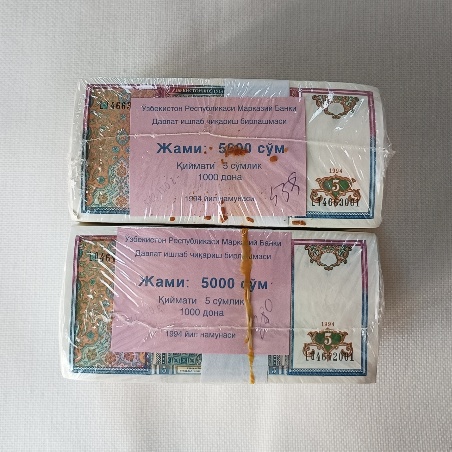 Ўзбекистон Республикаси Марказий Банки
Давлат ишлаб чиқариш бирлашмаси
Жами: 5000 сўм
Қиймати 5 сўмлик
1000 дона
1994 йил намунаси
1994
5
LT4663001
Ўзбекистон Республикаси Марказий Банки
Давлат ишлаб чиқариш бирлашмаси
Жами: 5000 сўм
Қиймати 5 сўмлик
1000 дона
1994 йил намунаси
1994
5